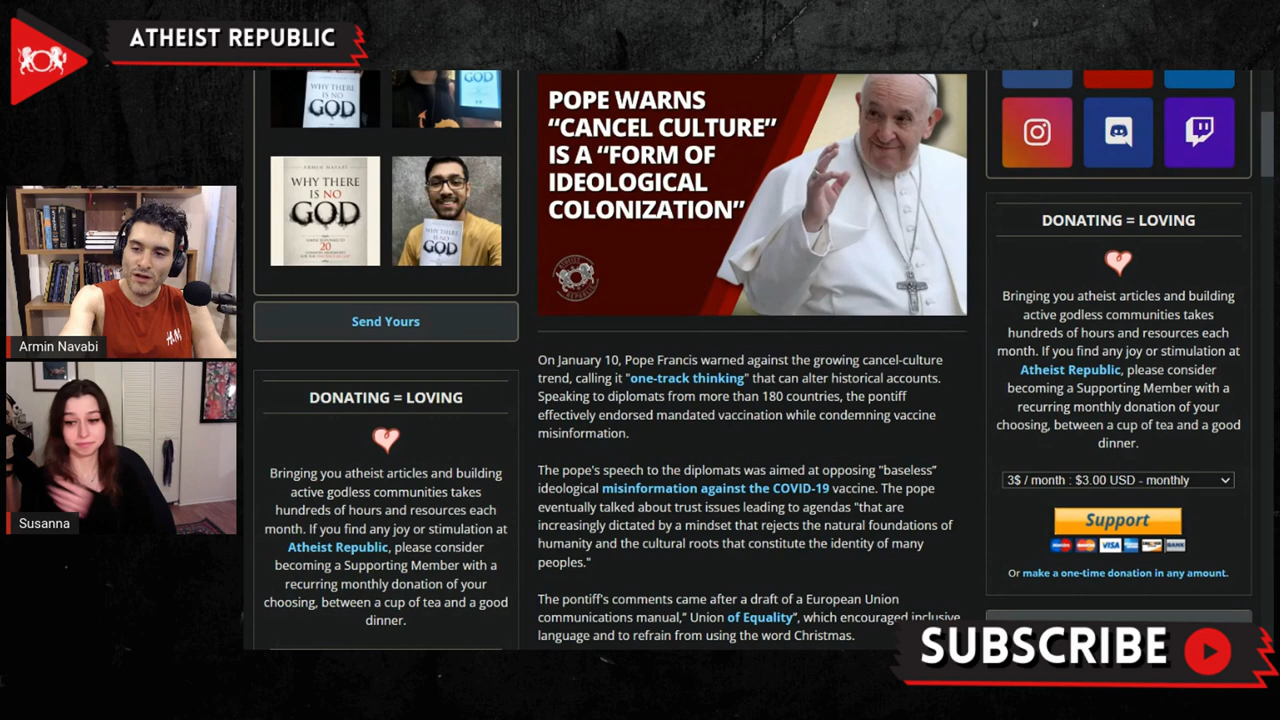 ATHEIST REPUBLIC
WHY THERE
IS NO
GOD
GOD
ARMIN NAVABI
WHY THERE
IS NO
GOD
20
WHY THERE
IS NO
GOD
Send Yours
DONATING = LOVING
Bringing you atheist articles and building
active godless communities takes
hundreds of hours and resources each
month. If you find any joy or stimulation at
Atheist Republic, please consider
becoming a Supporting Member with a
recurring monthly donation of your
choosing, between a cup of tea and a good
dinner.
POPE WARNS
“CANCEL CULTURE”
IS A “FORM OF
IDEOLOGICAL
COLONIZATION”
On January 10, Pope Francis warned against the growing cancel-culture
trend, calling it "one-track thinking" that can alter historical accounts.
Speaking to diplomats from more than 180 countries, the pontiff
effectively endorsed mandated vaccination while condemning vaccine
misinformation.
The pope's speech to the diplomats was aimed at opposing "baseless"
ideological misinformation against the COVID-19 vaccine. The pope
eventually talked about trust issues leading to agendas "that are
increasingly dictated by a mindset that rejects the natural foundations of
humanity and the cultural roots that constitute the identity of many
peoples."
The pontiff's comments came after a draft of a European Union
communications manual," Union of Equality", which encouraged inclusive
language and to refrain from using the word Christmas.
DONATING = LOVING
Bringing you atheist articles and building
active godless communities takes
hundreds of hours and resources each
month. If you find any joy or stimulation at
Atheist Republic, please consider
becoming a Supporting Member with a
recurring monthly donation of your
choosing, between a cup of tea and a good
dinner.
3$ / month : $3.00 USD - monthly
Support
VISA
BANK
Or make a one-time donation in any amount.
H&M
Armin Navabi
Susanna
SUBSCRIBE